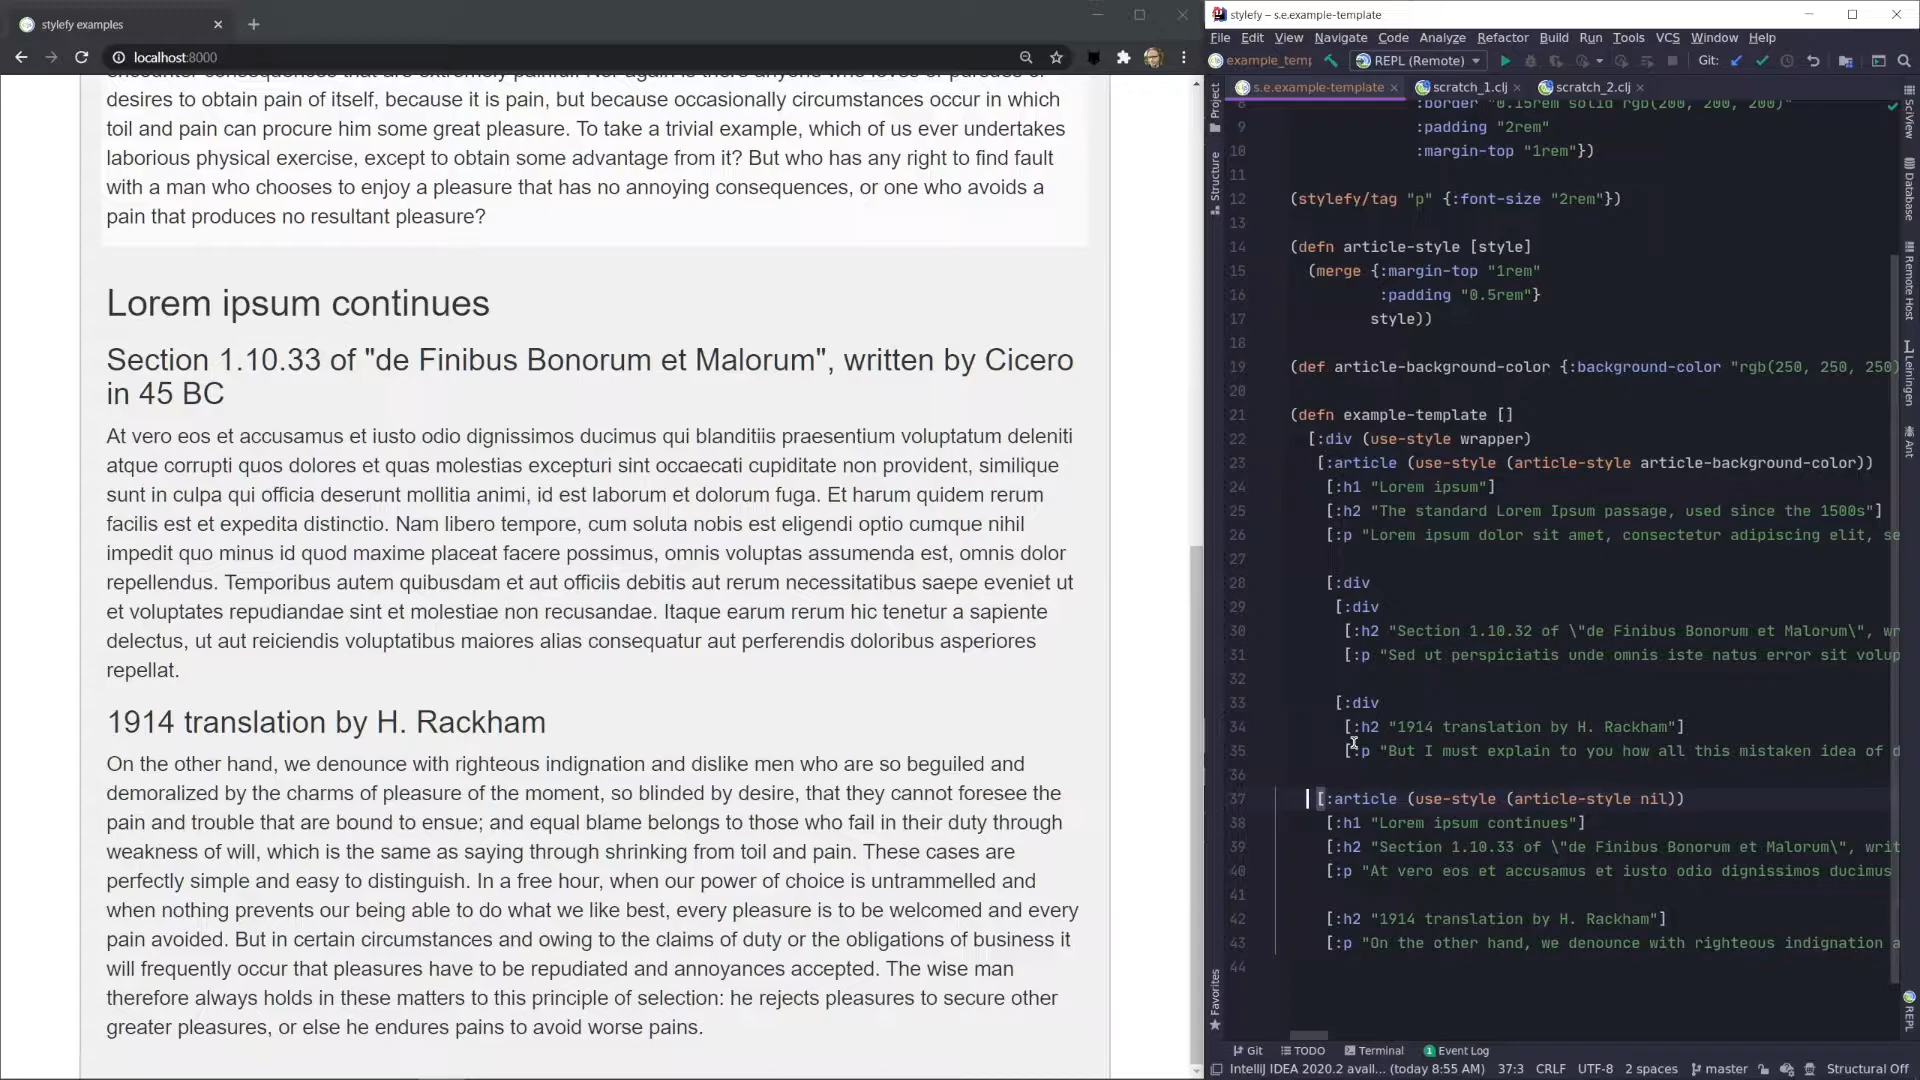 stylefy examples
localhost:8000
desires to obtain pain of itself, because it is pain, but because occasionally circumstances occur in which
toil and pain can procure him some great pleasure. To take a trivial example, which of us ever undertakes
laborious physical exercise, except to obtain some advantage from it? But who has any right to find fault
with a man who chooses to enjoy a pleasure that has no annoying consequences, or one who avoids a
pain that produces no resultant pleasure?
Lorem ipsum continues
Section 1.10.33 of "de Finibus Bonorum et Malorum", written by Cicero
in 45 BC
At vero eos et accusamus et iusto odio dignissimos ducimus qui blanditiis praesentium voluptatum deleniti
atque corrupti quos dolores et quas molestias excepturi sint occaecati cupiditate non provident, similique
sunt in culpa qui officia deserunt mollitia animi, id est laborum et dolorum fuga. Et harum quidem rerum
facilis est et expedita distinctio. Nam libero tempore, cum soluta nobis est eligendi optio cumque nihil
impedit quo minus id quod maxime placeat facere possimus, omnis voluptas assumenda est, omnis dolor
repellendus. Temporibus autem quibusdam et aut officiis debitis aut rerum necessitatibus saepe eveniet ut
et voluptates repudiandae sint et molestiae non recusandae. Itaque earum rerum hic tenetur a sapiente
delectus, ut aut reiciendis voluptatibus maiores alias consequatur aut perferendis doloribus asperiores
repellat.
1914 translation by H. Rackham
On the other hand, we denounce with righteous indignation and dislike men who are so beguiled and
demoralized by the charms of pleasure of the moment, so blinded by desire, that they cannot foresee the
pain and trouble that are bound to ensue; and equal blame belongs to those who fail in their duty through
weakness of will, which is the same as saying through shrinking from toil and pain. These cases are
perfectly simple and easy to distinguish. In a free hour, when our power of choice is untrammelled and
when nothing prevents our being able to do what we like best, every pleasure is to be welcomed and every
pain avoided. But in certain circumstances and owing to the claims of duty or the obligations of business it
will frequently occur that pleasures have to be repudiated and annoyances accepted. The wise man
therefore always holds in these matters to this principle of selection: he rejects pleasures to secure other
greater pleasures, or else he endures pains to avoid worse pains.
stylefy – s.e.example-template
File Edit View Navigate Code Analyze Refactor Build Run Tools VCS Window Help
example_temp REPL (Remote) Git:
s.e.example-template scratch_1.clj scratch_2.clj
8 :border "0.15rem solid rgb(200, 200, 200)"
9 :padding "2rem"
10 :margin-top "1rem"})
11
12 (stylefy/tag "p" {:font-size "2rem"})
13
14 (defn article-style [style]
15 (merge {:margin-top "1rem"
16 :padding "0.5rem"}
17 style))
18
19 (def article-background-color {:background-color "rgb(250, 250, 250)
20
21 (defn example-template []
22 [:div (use-style wrapper)
23 [:article (use-style (article-style article-background-color))
24 [:h1 "Lorem ipsum"]
25 [:h2 "The standard Lorem Ipsum passage, used since the 1500s"]
26 [:p "Lorem ipsum dolor sit amet, consectetur adipiscing elit, se
27
28 [:div
29 [:div
30 [:h2 "Section 1.10.32 of \"de Finibus Bonorum et Malorum\", wr
31 [:p "Sed ut perspiciatis unde omnis iste natus error sit volup
32
33 [:div
34 [:h2 "1914 translation by H. Rackham"]
35 [:p "But I must explain to you how all this mistaken idea of d
36
37 [:article (use-style (article-style nil))
38 [:h1 "Lorem ipsum continues"]
39 [:h2 "Section 1.10.33 of \"de Finibus Bonorum et Malorum\", writ
40 [:p "At vero eos et accusamus et iusto odio dignissimos ducimus
41
42 [:h2 "1914 translation by H. Rackham"]
43 [:p "On the other hand, we denounce with righteous indignation a
44
Project
Structure
Favorites
SciView
Database
Remote Host
Leiningen
Ant
REPL
Git TODO Terminal 1 Event Log
IntelliJ IDEA 2020.2 avail... (today 8:55 AM) 37:3 CRLF UTF-8 2 spaces master Structural Off